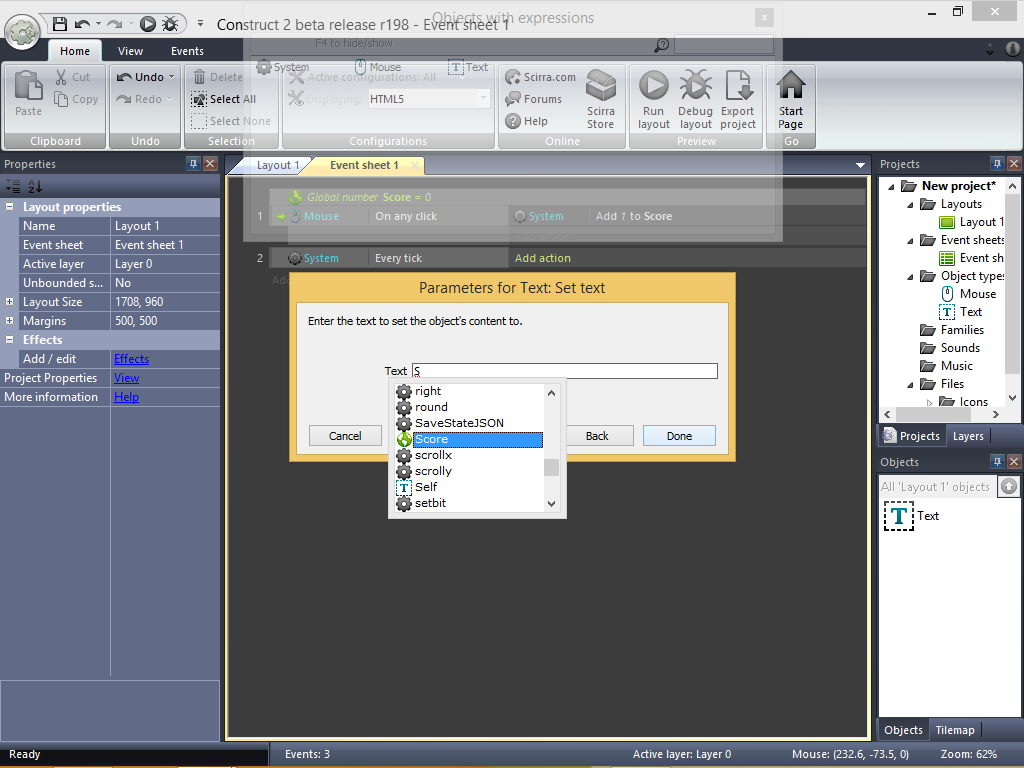 Objects with expressions
Construct 2 beta release r198 - Event sheet 1
F4 to hide/show
Home View Events
System Mouse Text
Paste
Cut
Copy
Clipboard
Undo
Redo
Undo
Delete
Select All
Select None
Selection
Active configurations: All
Displaying: HTML5
Configurations
Scirra.com
Forums
Help
Scirra Store
Online
Run layout
Debug layout
Export project
Preview
Start Page
Go
Properties
Layout properties
Name Layout 1
Event sheet Event sheet 1
Active layer Layer 0
Unbounded s... No
Layout Size 1708, 960
Margins 500, 500
Effects
Add / edit Effects
Project Properties View
More information Help
Layout 1 Event sheet 1
Global number Score = 0
1 Mouse On any click System Add 1 to Score
2 System Every tick Add action
Add
Parameters for Text: Set text
Enter the text to set the object's content to.
Text S
right
round
SaveStateJSON
Score
scrollx
scrolly
Self
setbit
Cancel Back Done
Projects
New project*
Layouts
Layout 1
Event sheets
Event sh
Object types
Mouse
Text
Families
Sounds
Music
Files
Icons
Projects Layers
Objects
All 'Layout 1' objects
T Text
Objects Tilemap
Ready Events: 3 Active layer: Layer 0 Mouse: (232.6, -73.5, 0) Zoom: 62%